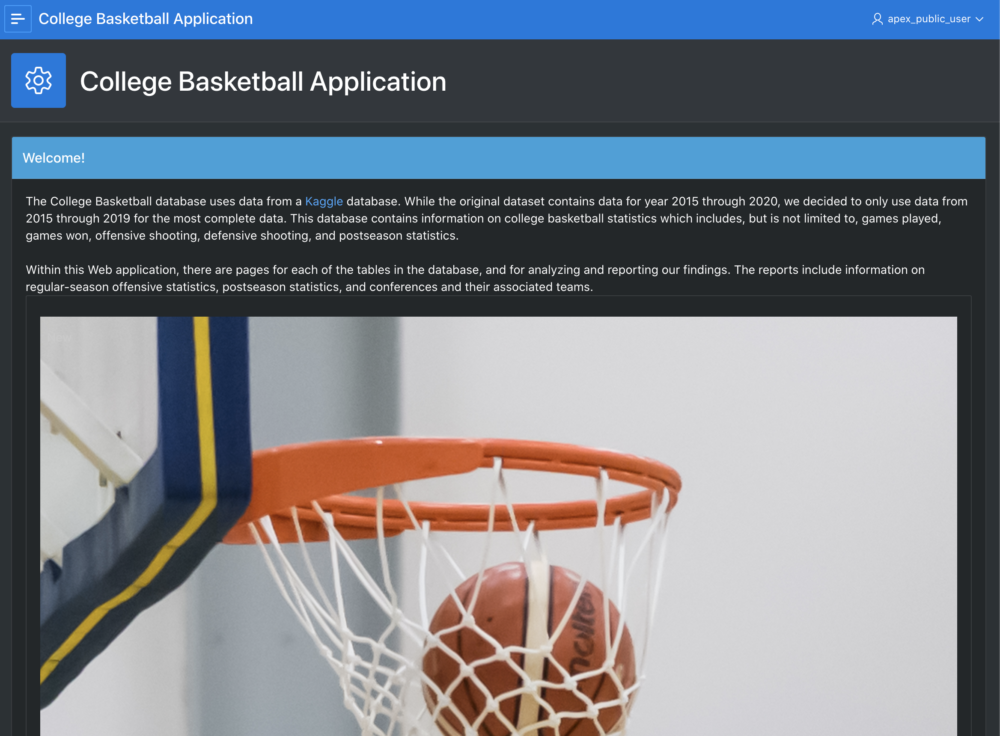 College Basketball Application
apex_public_user
College Basketball Application
Welcome!
The College Basketball database uses data from a Kaggle database. While the original dataset contains data for year 2015 through 2020, we decided to only use data from
2015 through 2019 for the most complete data. This database contains information on college basketball statistics which includes, but is not limited to, games played,
games won, offensive shooting, defensive shooting, and postseason statistics.
Within this Web application, there are pages for each of the tables in the database, and for analyzing and reporting our findings. The reports include information on
regular-season offensive statistics, postseason statistics, and conferences and their associated teams.
New